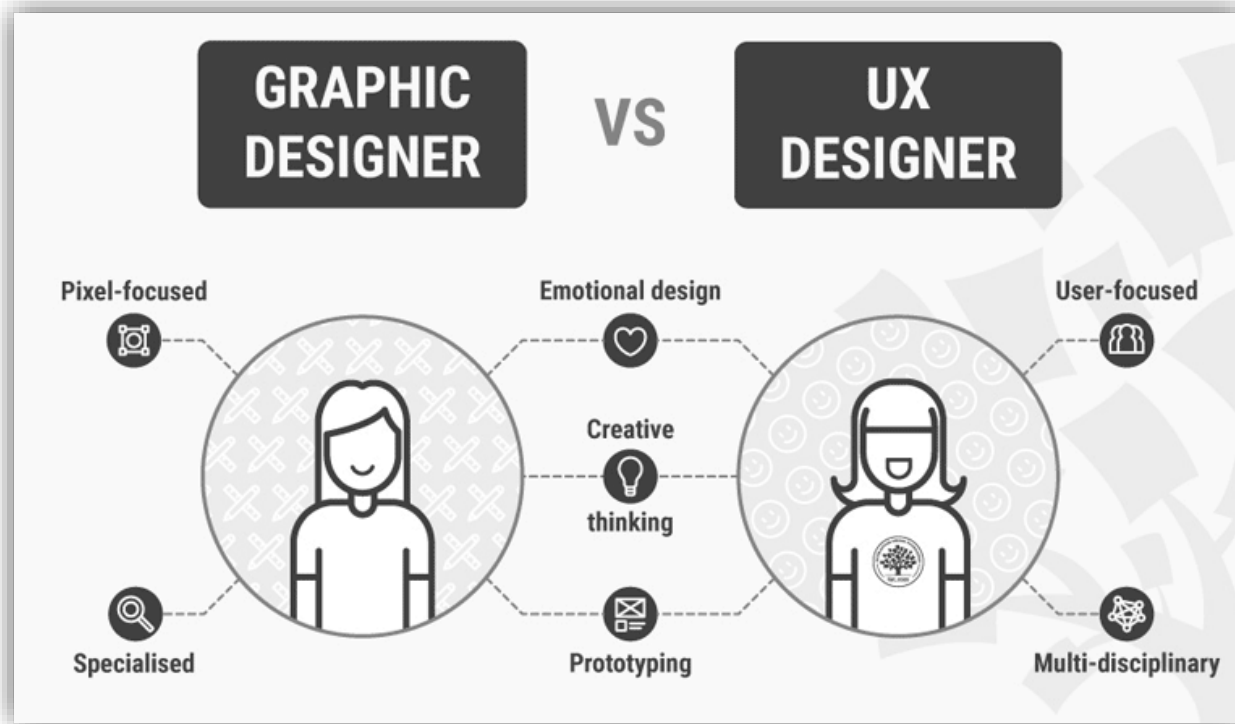 GRAPHIC
DESIGNER
VS
UX
DESIGNER
Pixel-focused
Emotional design
User-focused
Creative
thinking
Specialised
Prototyping
Multi-disciplinary